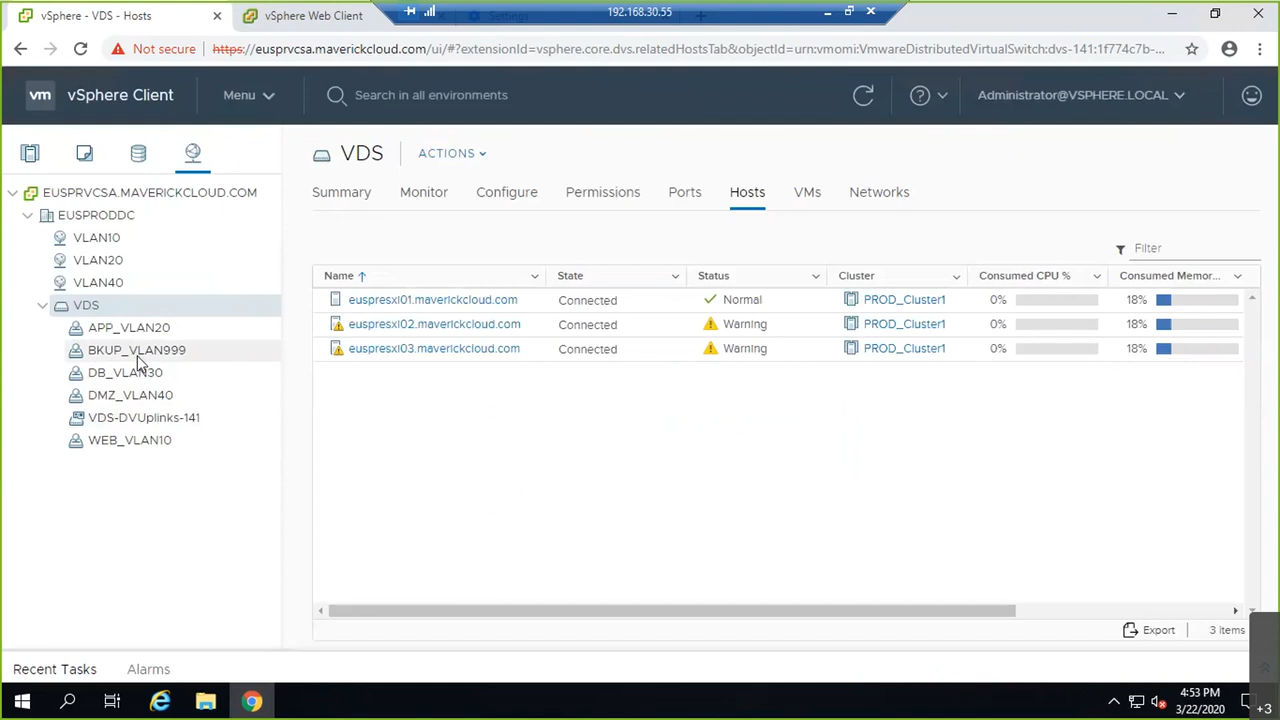 vSphere - VDS - Hosts
vSphere Web Client
Settings
192.168.30.55
Not secure
https://eusprvcsa.maverickcloud.com/ui/#?extensionId=vsphere.core.dvs.relatedHostsTab&objectId=urn:vmomi:VmwareDistributedVirtualSwitch:dvs-141:1f774c7b-...
vm vSphere Client
Menu
Search in all environments
Administrator@VSPHERE.LOCAL
VDS
ACTIONS
Summary Monitor Configure Permissions Ports Hosts VMs Networks
EUSPRVCSA.MAVERICKCLOUD.COM
EUSPRODDC
VLAN10
VLAN20
VLAN40
VDS
APP_VLAN20
BKUP_VLAN999
DB_VLAN30
DMZ_VLAN40
VDS-DVUplinks-141
WEB_VLAN10
Filter
Name State Status Cluster Consumed CPU % Consumed Memor...
euspresxi01.maverickcloud.com Connected Normal PROD_Cluster1 0% 18%
euspresxi02.maverickcloud.com Connected Warning PROD_Cluster1 0% 18%
euspresxi03.maverickcloud.com Connected Warning PROD_Cluster1 0% 18%
Export 3 items
Recent Tasks Alarms
4:53 PM
3/22/2020
+3